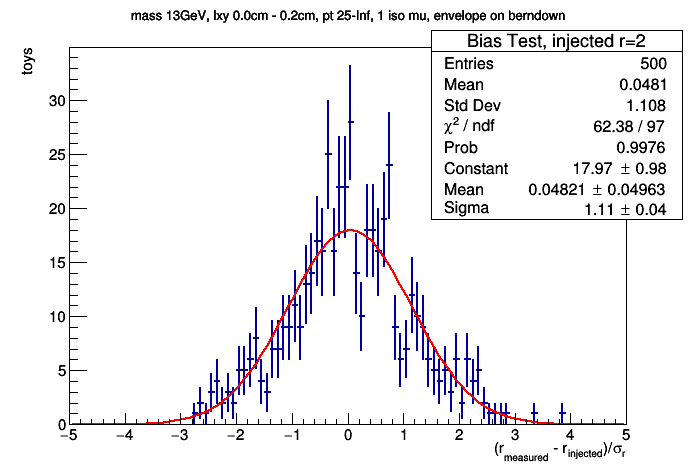 mass 13GeV, lxy 0.0cm - 0.2cm, pt 25-Inf, 1 iso mu, envelope on berndown
Bias Test, injected r=2
Entries 500
Mean 0.0481
Std Dev 1.108
χ² / ndf 62.38 / 97
Prob 0.9976
Constant 17.97 ± 0.98
Mean 0.04821 ± 0.04963
Sigma 1.11 ± 0.04
toys
30
25
20
15
10
5
0
−5 −4 −3 −2 −1 0 1 2 3 4 5
(r_measured - r_injected)/σ_r